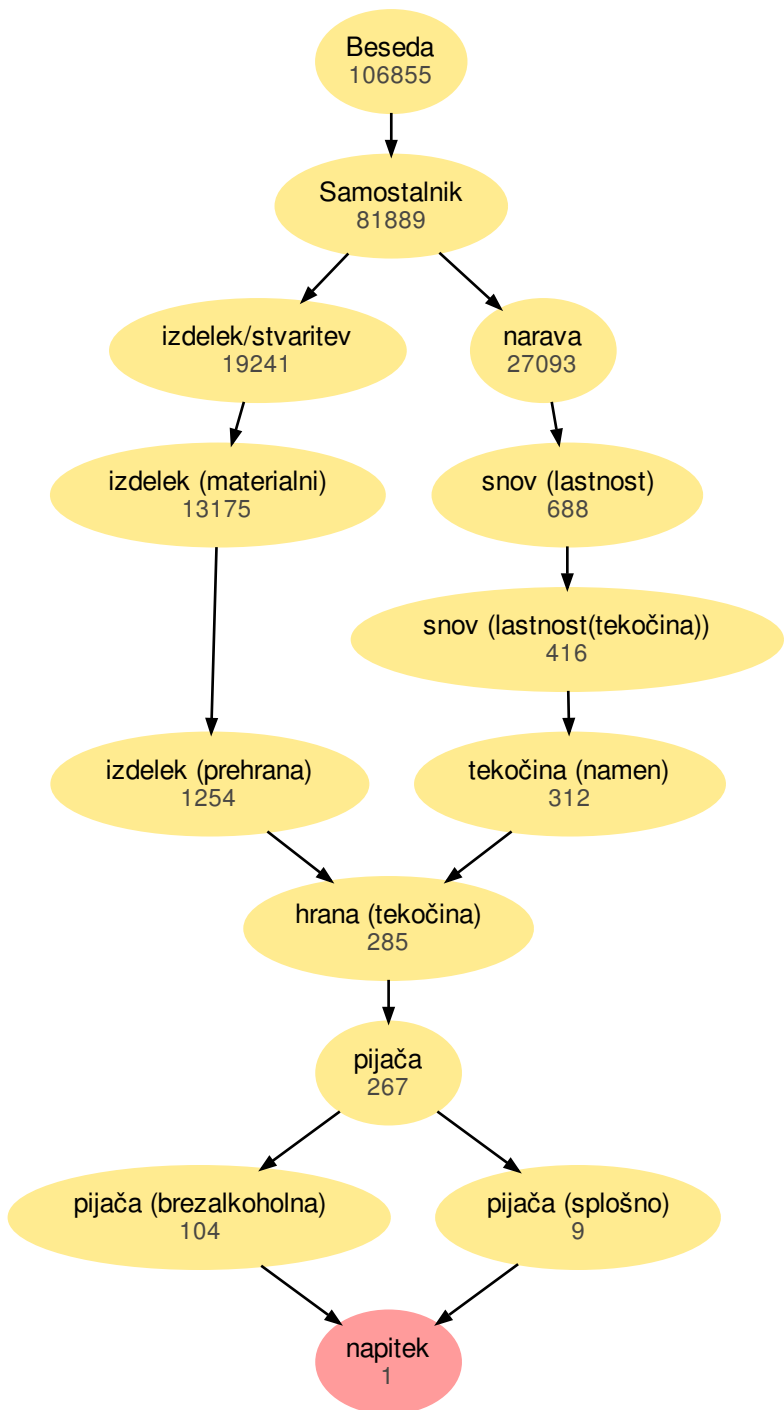 Beseda
106855
Samostalnik
81889
izdelek/stvaritev
19241
narava
27093
izdelek (materialni)
13175
snov (lastnost)
688
snov (lastnost(tekočina))
416
izdelek (prehrana)
1254
tekočina (namen)
312
hrana (tekočina)
285
pijača
267
pijača (brezalkoholna)
104
pijača (splošno)
9
napitek
1